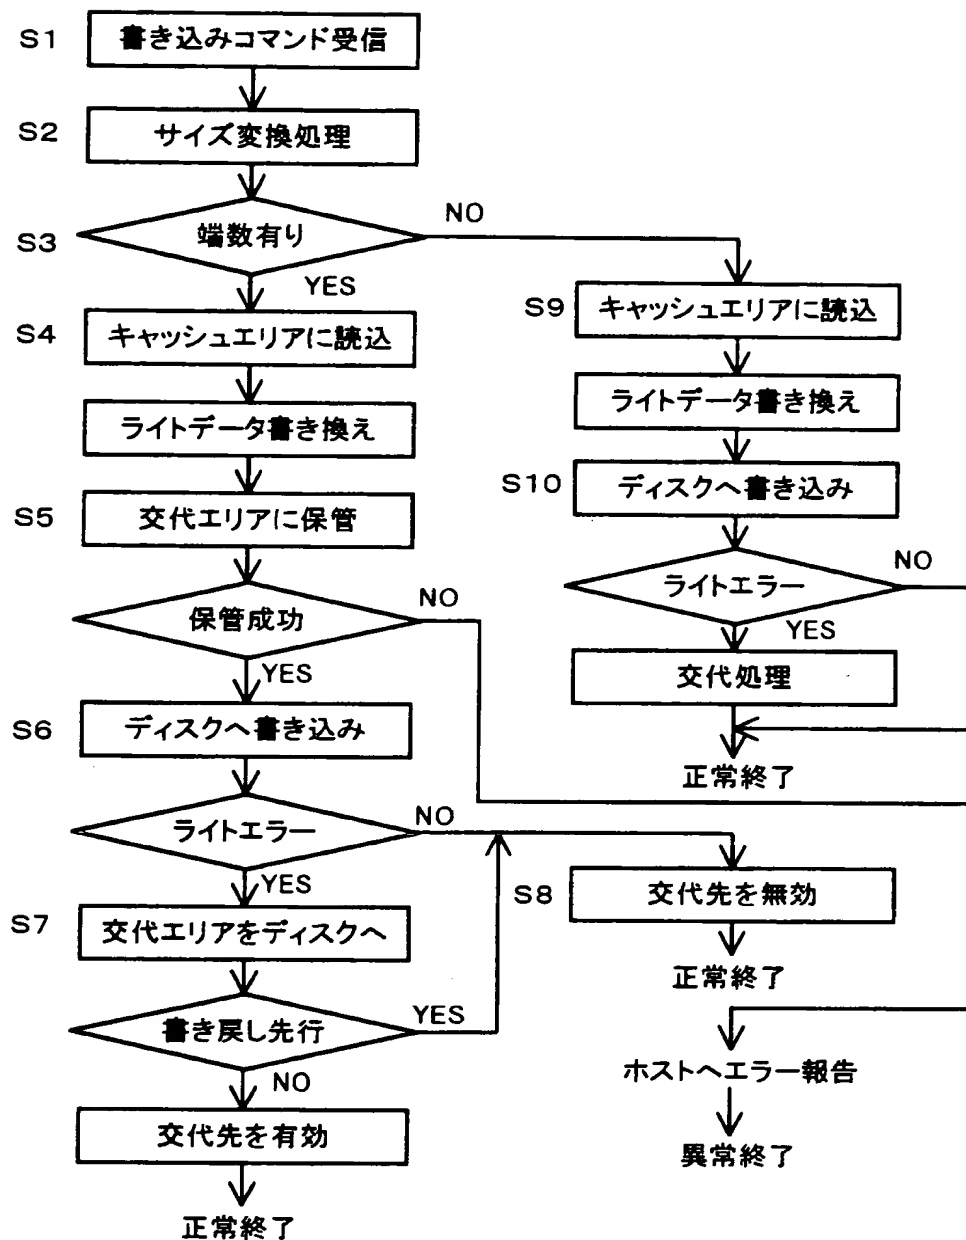 S1 書き込みコマンド受信
S2 サイズ変換処理
S3 端数有り
NO
YES
S4 キャッシュエリアに読込
ライトデータ書き換え
S5 交代エリアに保管
保管成功
NO
YES
S6 ディスクへ書き込み
ライトエラー
NO
YES
S7 交代エリアをディスクへ
書き戻し先行
YES
NO
交代先を有効
正常終了
S9 キャッシュエリアに読込
ライトデータ書き換え
S10 ディスクへ書き込み
ライトエラー
NO
YES
交代処理
正常終了
S8 交代先を無効
正常終了
ホストへエラー報告
異常終了